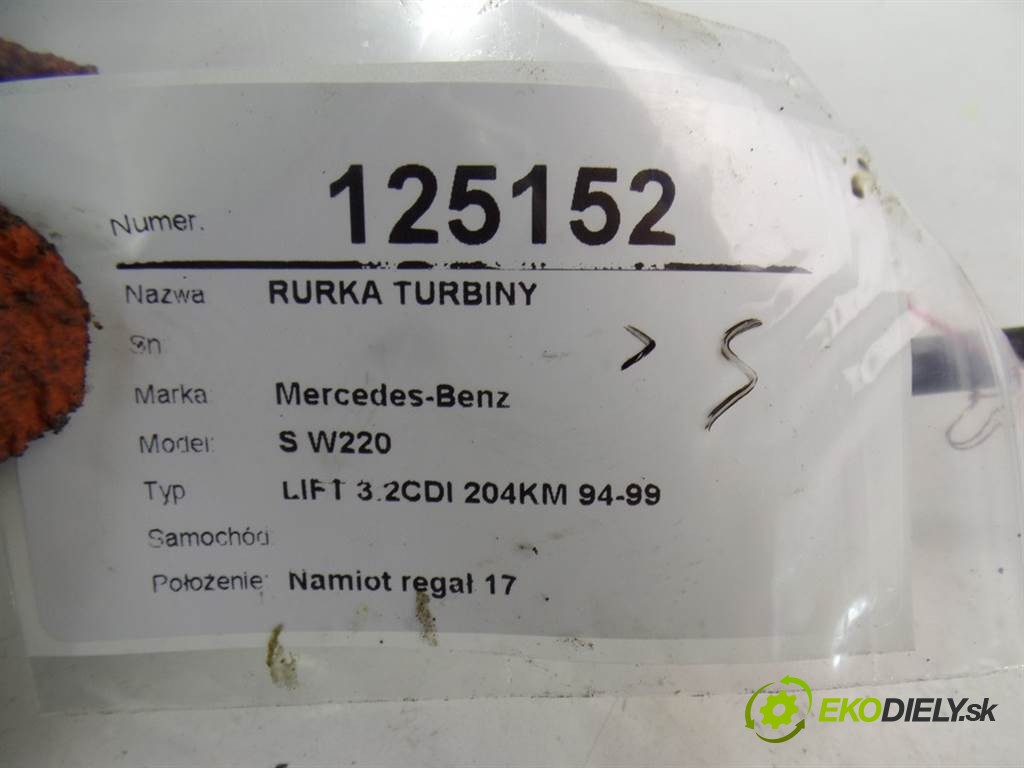 Numer. 125152
Nazwa RURKA TURBINY
Sn
Marka Mercedes-Benz
Model: S W220
Typ LIFT 3.2CDI 204KM 94-99
Samochód:
Położenie: Namiot regał 17
> S
EKODIELY.sk